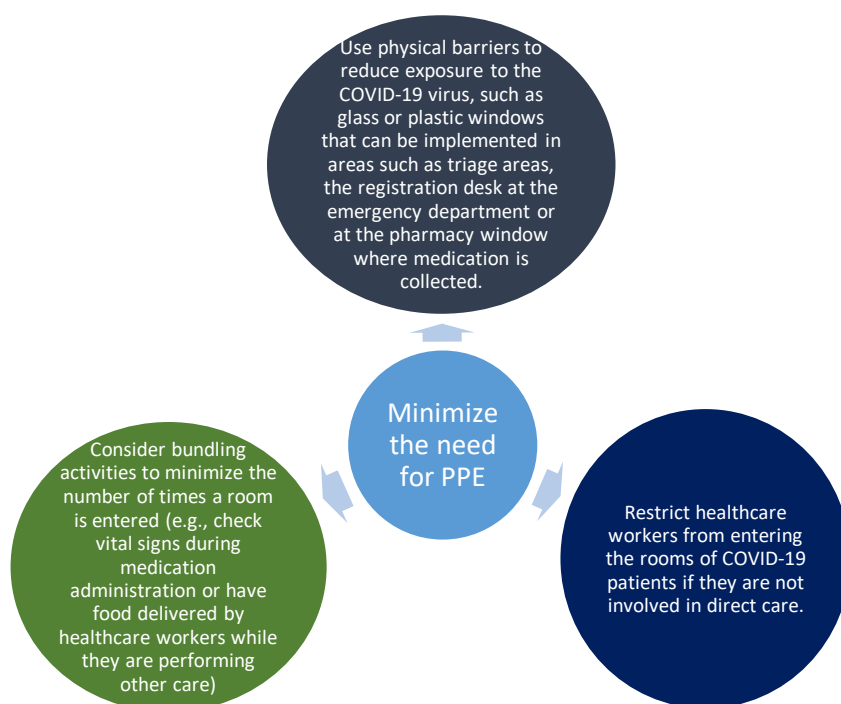 Use physical barriers to
reduce exposure to the
COVID-19 virus, such as
glass or plastic windows
that can be implemented in
areas such as triage areas,
the registration desk at the
emergency department or
at the pharmacy window
where medication is
collected.
Minimize
the need
for PPE
Consider bundling
activities to minimize the
number of times a room
is entered (e.g., check
vital signs during
medication
administration or have
food delivered by
healthcare workers while
they are performing
other care)
Restrict healthcare
workers from entering
the rooms of COVID-19
patients if they are not
involved in direct care.